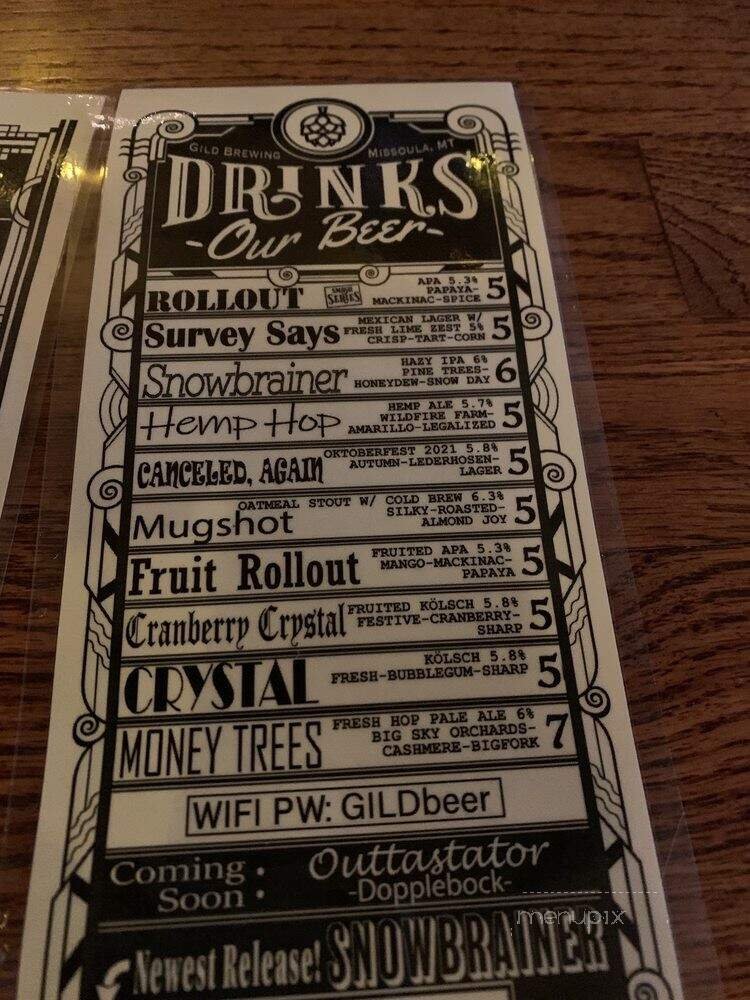 GILD BREWING MISSOULA, MT
DRINKS
-Our Beer-
ROLLOUT SMASH SERIES APA 5.3% 5
PAPAYA-
MACKINAC-SPICE
Survey Says MEXICAN LAGER W/ 5
FRESH LIME ZEST 5%
CRISP-TART-CORN
Snowbrainer HAZY IPA 6% 6
PINE TREES-
HONEYDEW-SNOW DAY
Hemp Hop HEMP ALE 5.7% 5
WILDFIRE FARM-
AMARILLO-LEGALIZED
CANCELED, AGAIN OKTOBERFEST 2021 5.8% 5
AUTUMN-LEDERHOSEN-
LAGER
Mugshot OATMEAL STOUT W/ COLD BREW 6.3% 5
SILKY-ROASTED-
ALMOND JOY
Fruit Rollout FRUITED APA 5.3% 5
MANGO-MACKINAC-
PAPAYA
Cranberry Crystal FRUITED KÖLSCH 5.8% 5
FESTIVE-CRANBERRY-
SHARP
CRYSTAL KÖLSCH 5.8% 5
FRESH-BUBBLEGUM-SHARP
MONEY TREES FRESH HOP PALE ALE 6% 7
BIG SKY ORCHARDS-
CASHMERE-BIGFORK
WIFI PW: GILDbeer
Coming Soon: Outtastator
-Dopplebock-
menupix
Newest Release! SNOWBRAINER